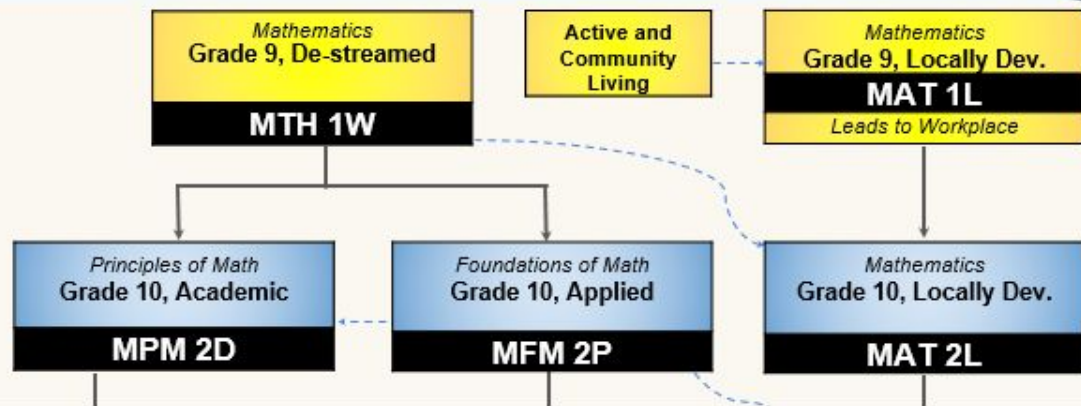 Mathematics
Grade 9, De-streamed
MTH 1W
Active and
Community
Living
Mathematics
Grade 9, Locally Dev.
MAT 1L
Leads to Workplace
Principles of Math
Grade 10, Academic
MPM 2D
Foundations of Math
Grade 10, Applied
MFM 2P
Mathematics
Grade 10, Locally Dev.
MAT 2L